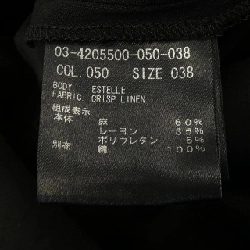 03-4205500-050-038
COL.050 SIZE 038
BODY ESTELLE
FABRIC CRISP LINEN
組成表示
本体 麻 60%
レーヨン 35%
ポリウレタン 5%
別布 綿 100%